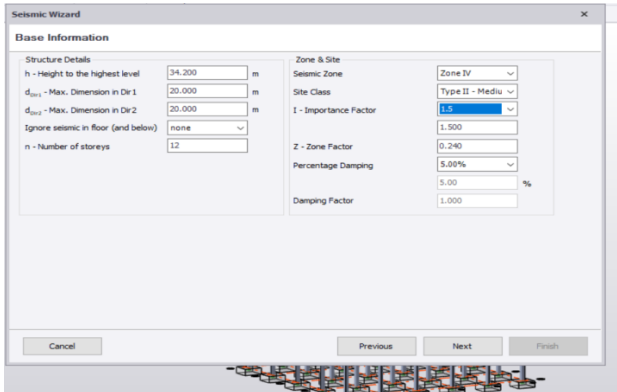 Seismic Wizard
Base Information
Structure Details
h - Height to the highest level 34.200 m
dDir1 - Max. Dimension in Dir1 20.000 m
dDir2 - Max. Dimension in Dir2 20.000 m
Ignore seismic in floor (and below) none
n - Number of storeys 12
Zone & Site
Seismic Zone Zone IV
Site Class Type II - Mediu
I - Importance Factor 1.5
1.500
Z - Zone Factor 0.240
Percentage Damping 5.00%
5.00 %
Damping Factor 1.000
Cancel Previous Next Finish